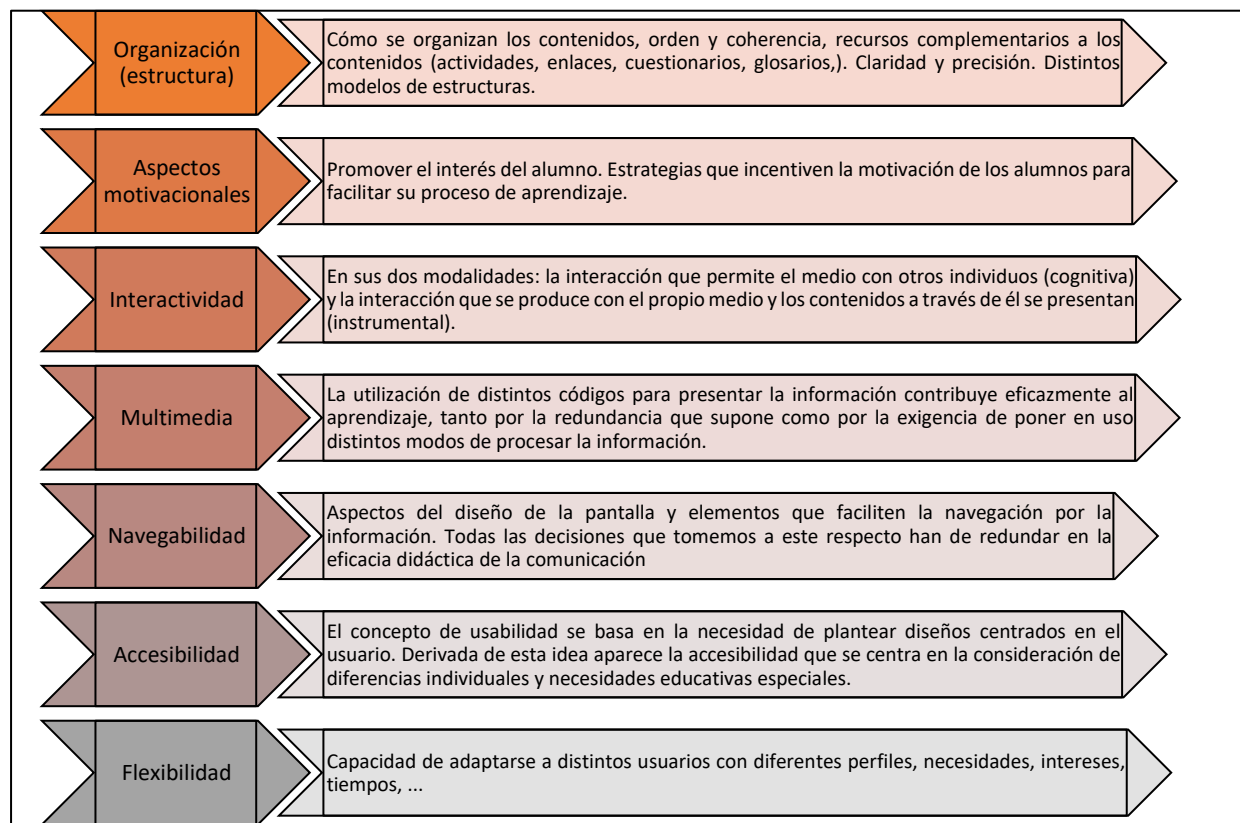 Organización
(estructura)
Cómo se organizan los contenidos, orden y coherencia, recursos complementarios a los
contenidos (actividades, enlaces, cuestionarios, glosarios,). Claridad y precisión. Distintos
modelos de estructuras.
Aspectos
motivacionales
Promover el interés del alumno. Estrategias que incentiven la motivación de los alumnos para
facilitar su proceso de aprendizaje.
Interactividad
En sus dos modalidades: la interacción que permite el medio con otros individuos (cognitiva)
y la interacción que se produce con el propio medio y los contenidos a través de él se presentan
(instrumental).
Multimedia
La utilización de distintos códigos para presentar la información contribuye eficazmente al
aprendizaje, tanto por la redundancia que supone como por la exigencia de poner en uso
distintos modos de procesar la información.
Navegabilidad
Aspectos del diseño de la pantalla y elementos que faciliten la navegación por la
información. Todas las decisiones que tomemos a este respecto han de redundar en la
eficacia didáctica de la comunicación
Accesibilidad
El concepto de usabilidad se basa en la necesidad de plantear diseños centrados en el
usuario. Derivada de esta idea aparece la accesibilidad que se centra en la consideración de
diferencias individuales y necesidades educativas especiales.
Flexibilidad
Capacidad de adaptarse a distintos usuarios con diferentes perfiles, necesidades, intereses,
tiempos, ...